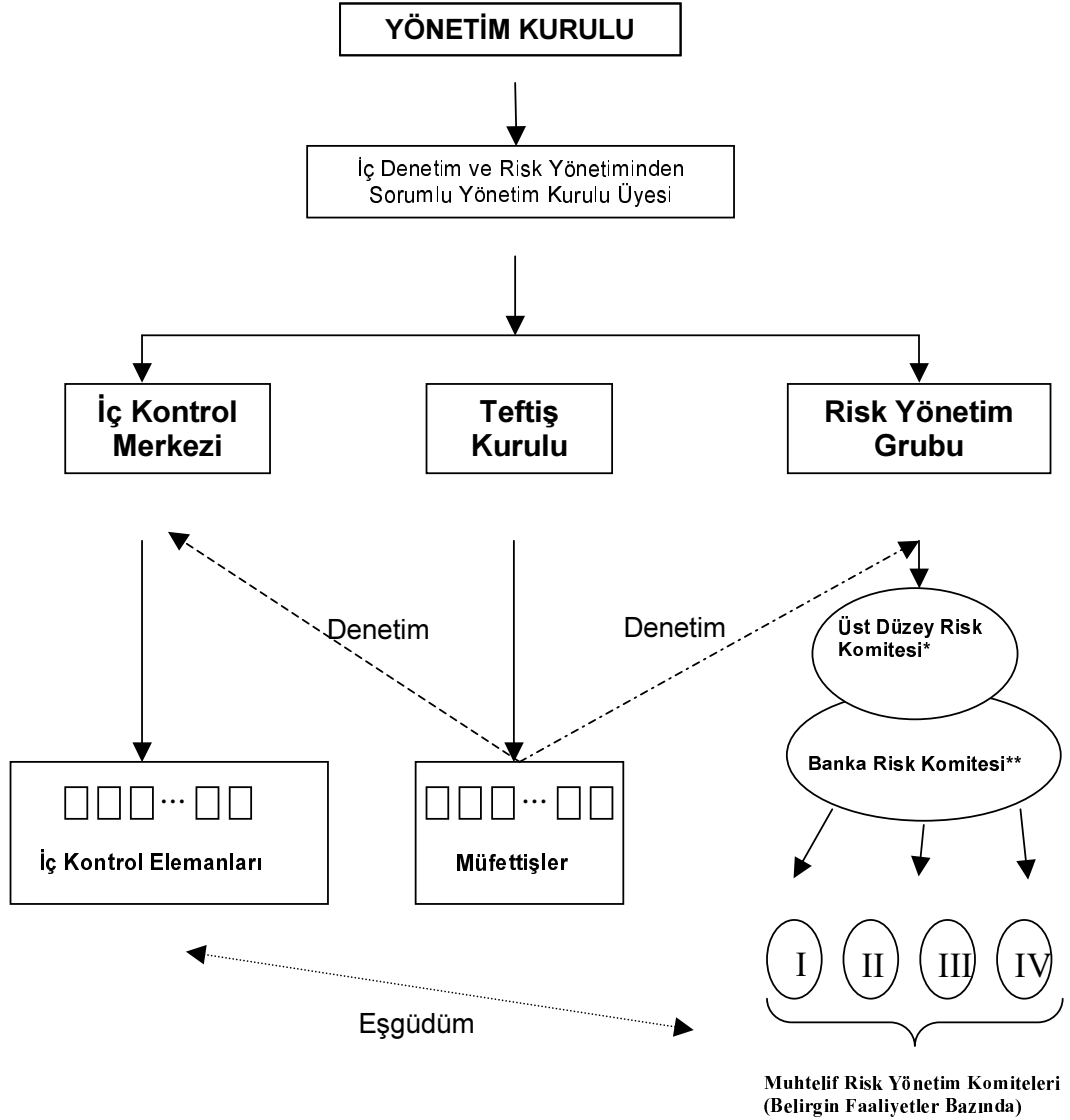 YÖNETİM KURULU
İç Denetim ve Risk Yönetiminden
Sorumlu Yönetim Kurulu Üyesi
İç Kontrol
Merkezi
Teftiş
Kurulu
Risk Yönetim
Grubu
Denetim
Denetim
Üst Düzey Risk
Komitesi*
Banka Risk Komitesi**
...
İç Kontrol Elemanları
...
Müfettişler
I
II
III
IV
Eşgüdüm
Muhtelif Risk Yönetim Komiteleri
(Belirgin Faaliyetler Bazında)